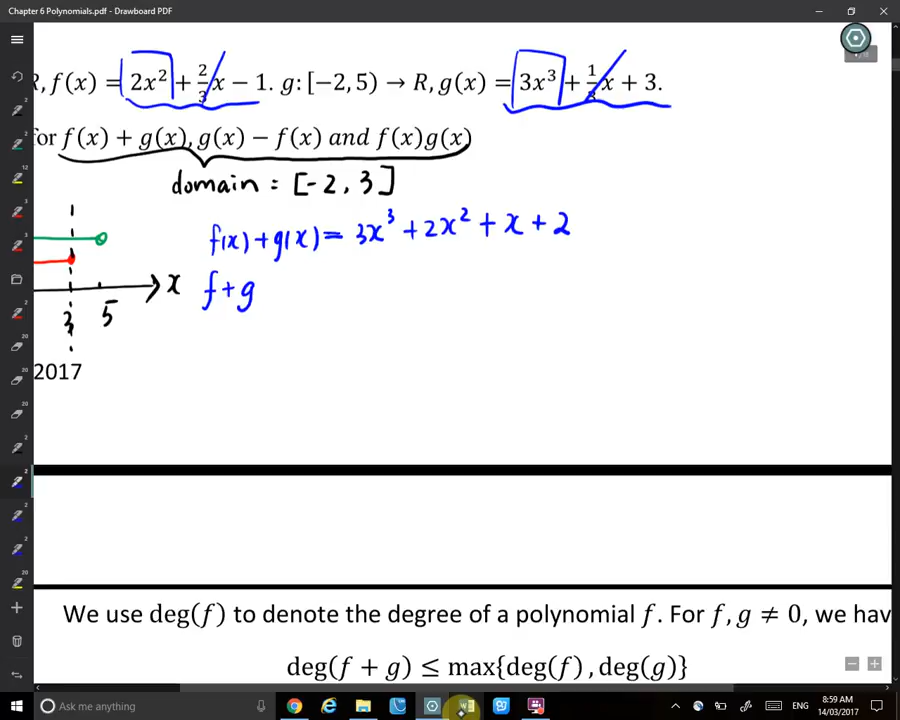 Chapter 6 Polynomials.pdf - Drawboard PDF
R, f(x) = 2x² + 2/3 x − 1. g: [−2, 5) → R, g(x) = 3x³ + 1/3 x + 3.
for f(x) + g(x), g(x) − f(x) and f(x)g(x)
domain = [-2, 3]
f(x) + g(x) = 3x³ + 2x² + x + 2
x
f+g
3 5
2017
We use deg(f) to denote the degree of a polynomial f. For f, g ≠ 0, we hav
deg(f + g) ≤ max{deg(f), deg(g)}
Ask me anything
ENG
8:59 AM
14/03/2017